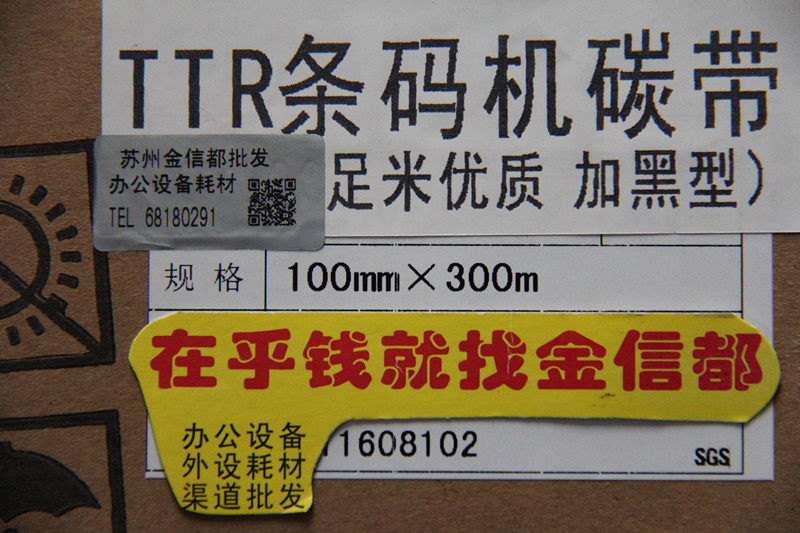 TTR条码机碳带
足米优质 加黑型）
苏州金信都批发
办公设备耗材
TEL 68180291
规格 100mm×300m
在乎钱就找金信都
办公设备
外设耗材
渠道批发
11608102
SGS